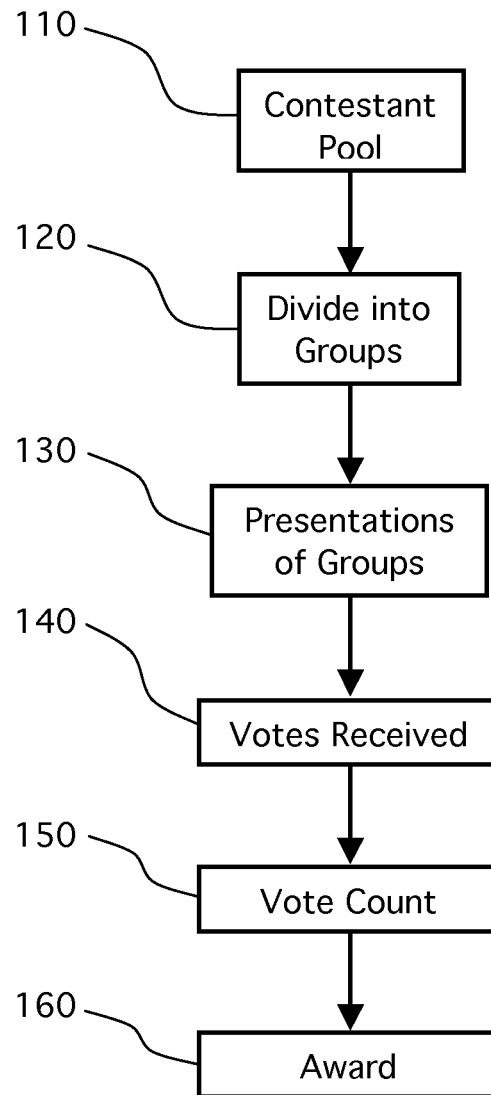 110
Contestant
Pool
120
Divide into
Groups
130
Presentations
of Groups
140
Votes Received
150
Vote Count
160
Award